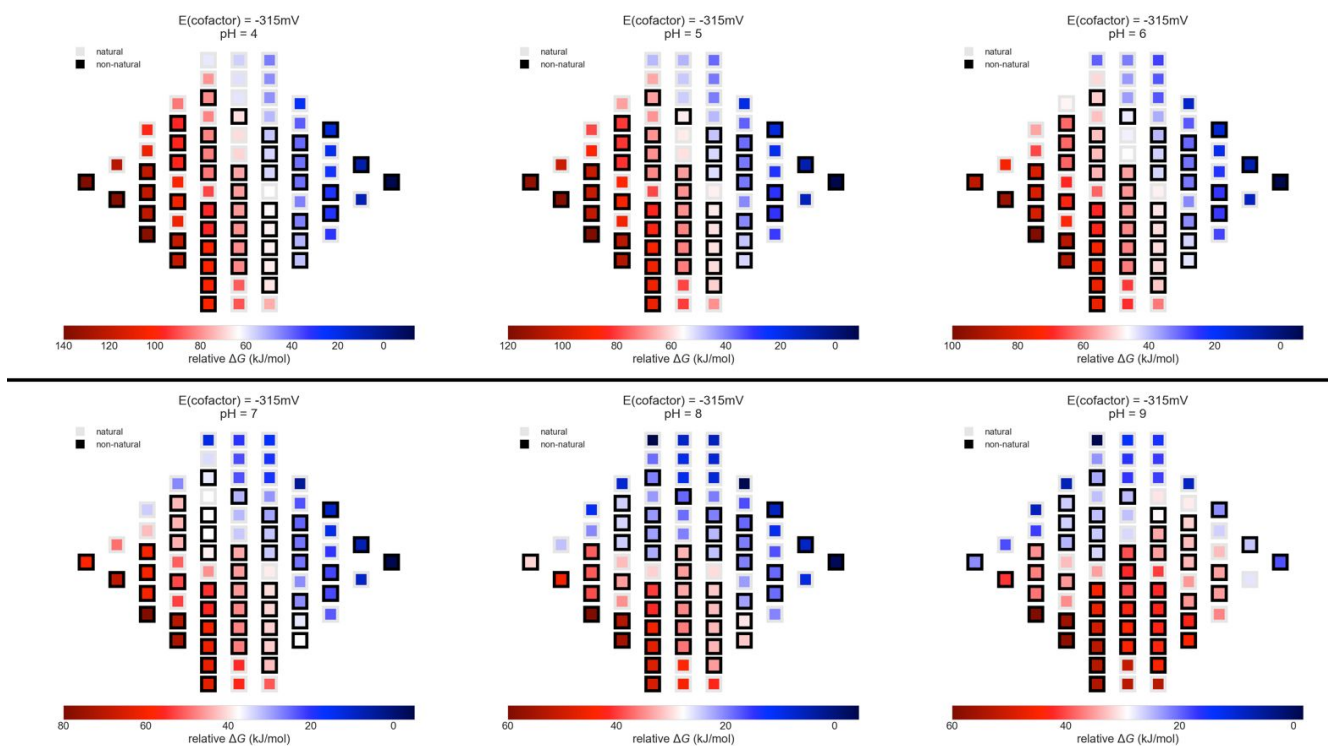 E(cofactor) = -315mV
pH = 4
natural
non-natural
140 120 100 80 60 40 20 0
relative ΔG (kJ/mol)
E(cofactor) = -315mV
pH = 5
natural
non-natural
120 100 80 60 40 20 0
relative ΔG (kJ/mol)
E(cofactor) = -315mV
pH = 6
natural
non-natural
100 80 60 40 20 0
relative ΔG (kJ/mol)
E(cofactor) = -315mV
pH = 7
natural
non-natural
80 60 40 20 0
relative ΔG (kJ/mol)
E(cofactor) = -315mV
pH = 8
natural
non-natural
60 40 20 0
relative ΔG (kJ/mol)
E(cofactor) = -315mV
pH = 9
natural
non-natural
60 40 20 0
relative ΔG (kJ/mol)